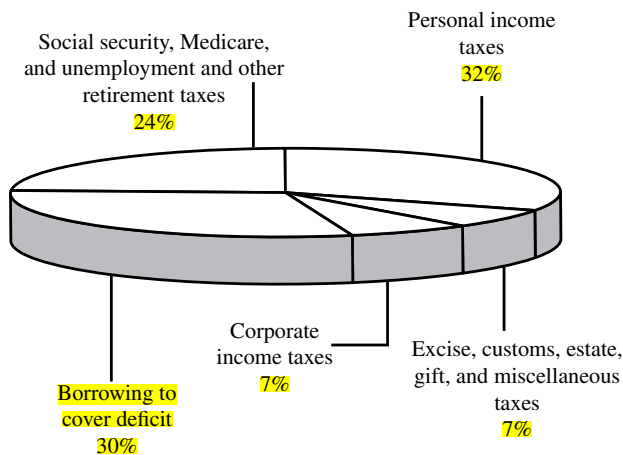 Social security, Medicare,
and unemployment and other
retirement taxes
24%
Personal income
taxes
32%
Corporate
income taxes
7%
Excise, customs, estate,
gift, and miscellaneous
taxes
7%
Borrowing to
cover deficit
30%